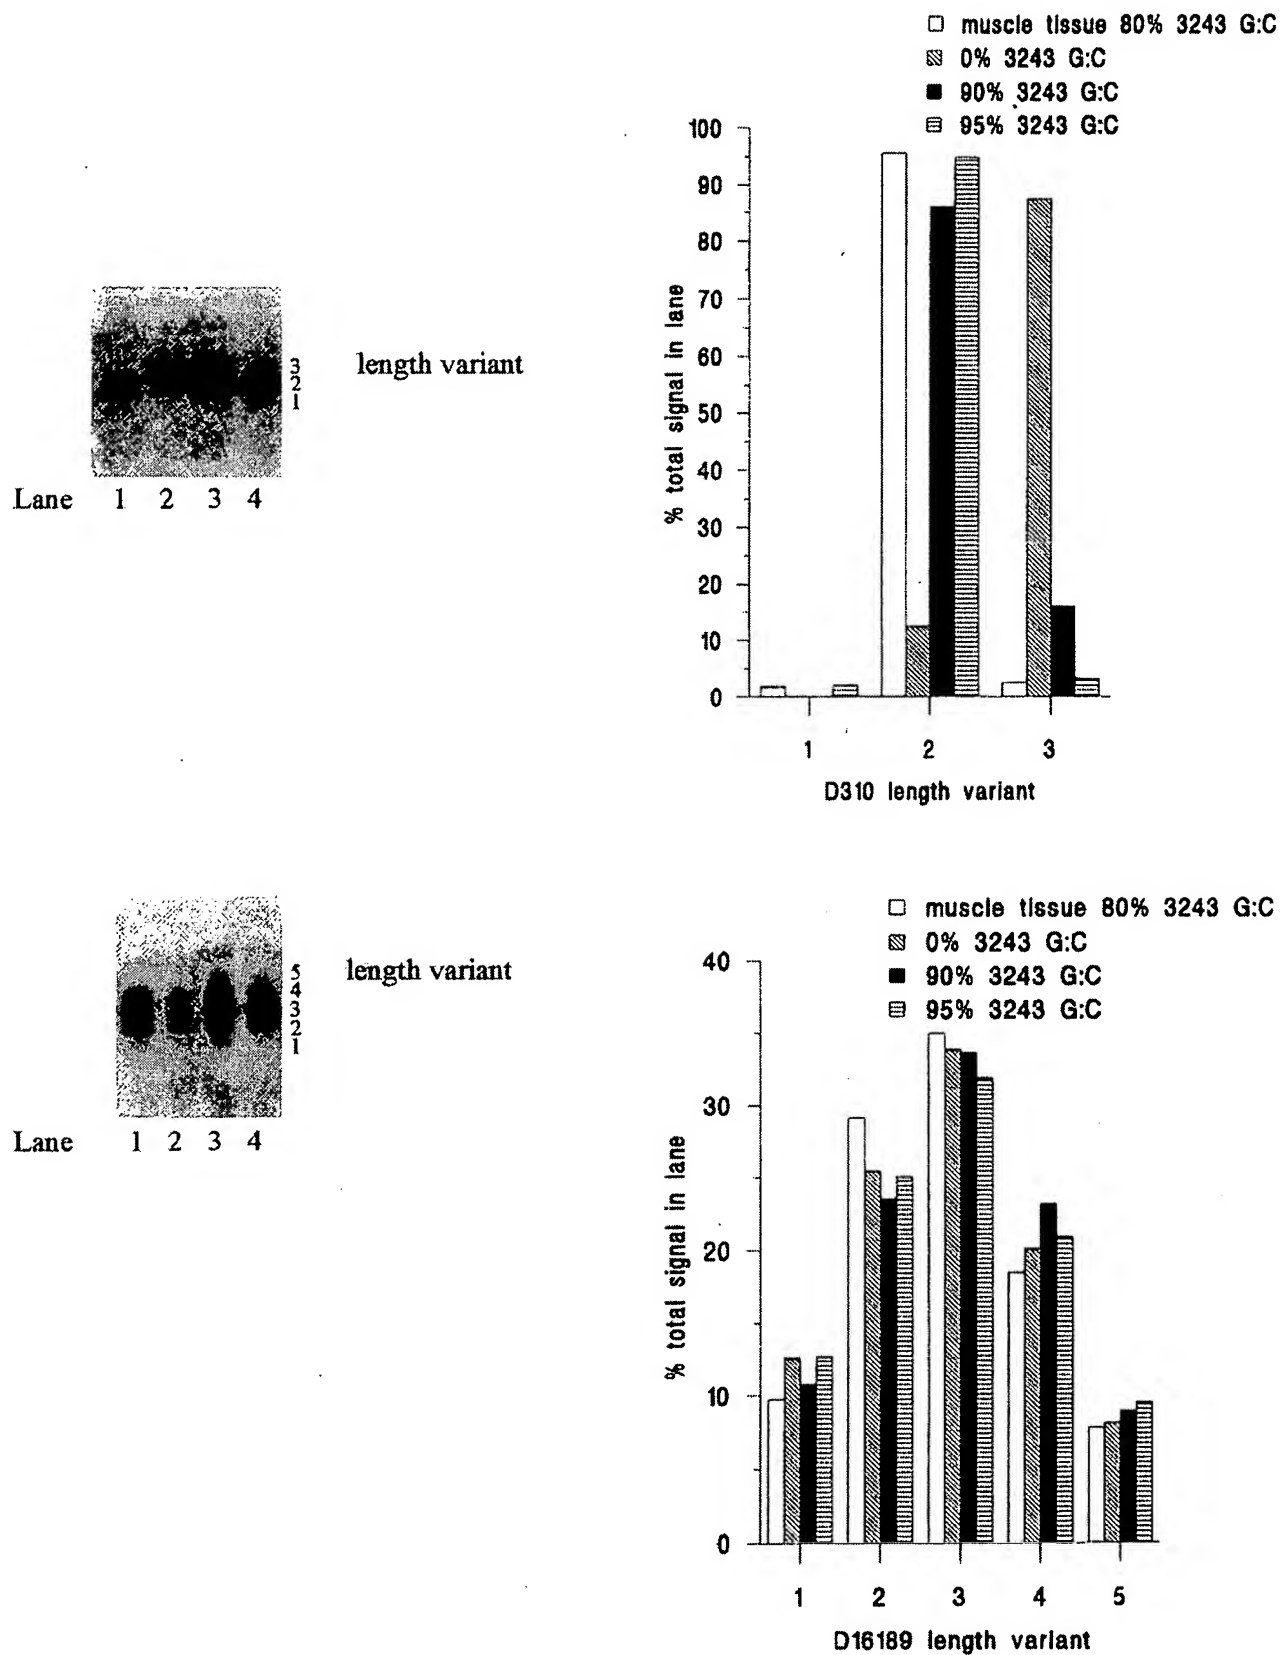 muscle tissue 80% 3243 G:C
0% 3243 G:C
90% 3243 G:C
95% 3243 G:C
100
90
80
70
60
50
40
30
20
10
0
% total signal in lane
1 2 3
D310 length variant
3
2
1
length variant
Lane 1 2 3 4
muscle tissue 80% 3243 G:C
0% 3243 G:C
90% 3243 G:C
95% 3243 G:C
40
30
20
10
0
% total signal in lane
1 2 3 4 5
D16189 length variant
5
4
3
2
1
length variant
Lane 1 2 3 4